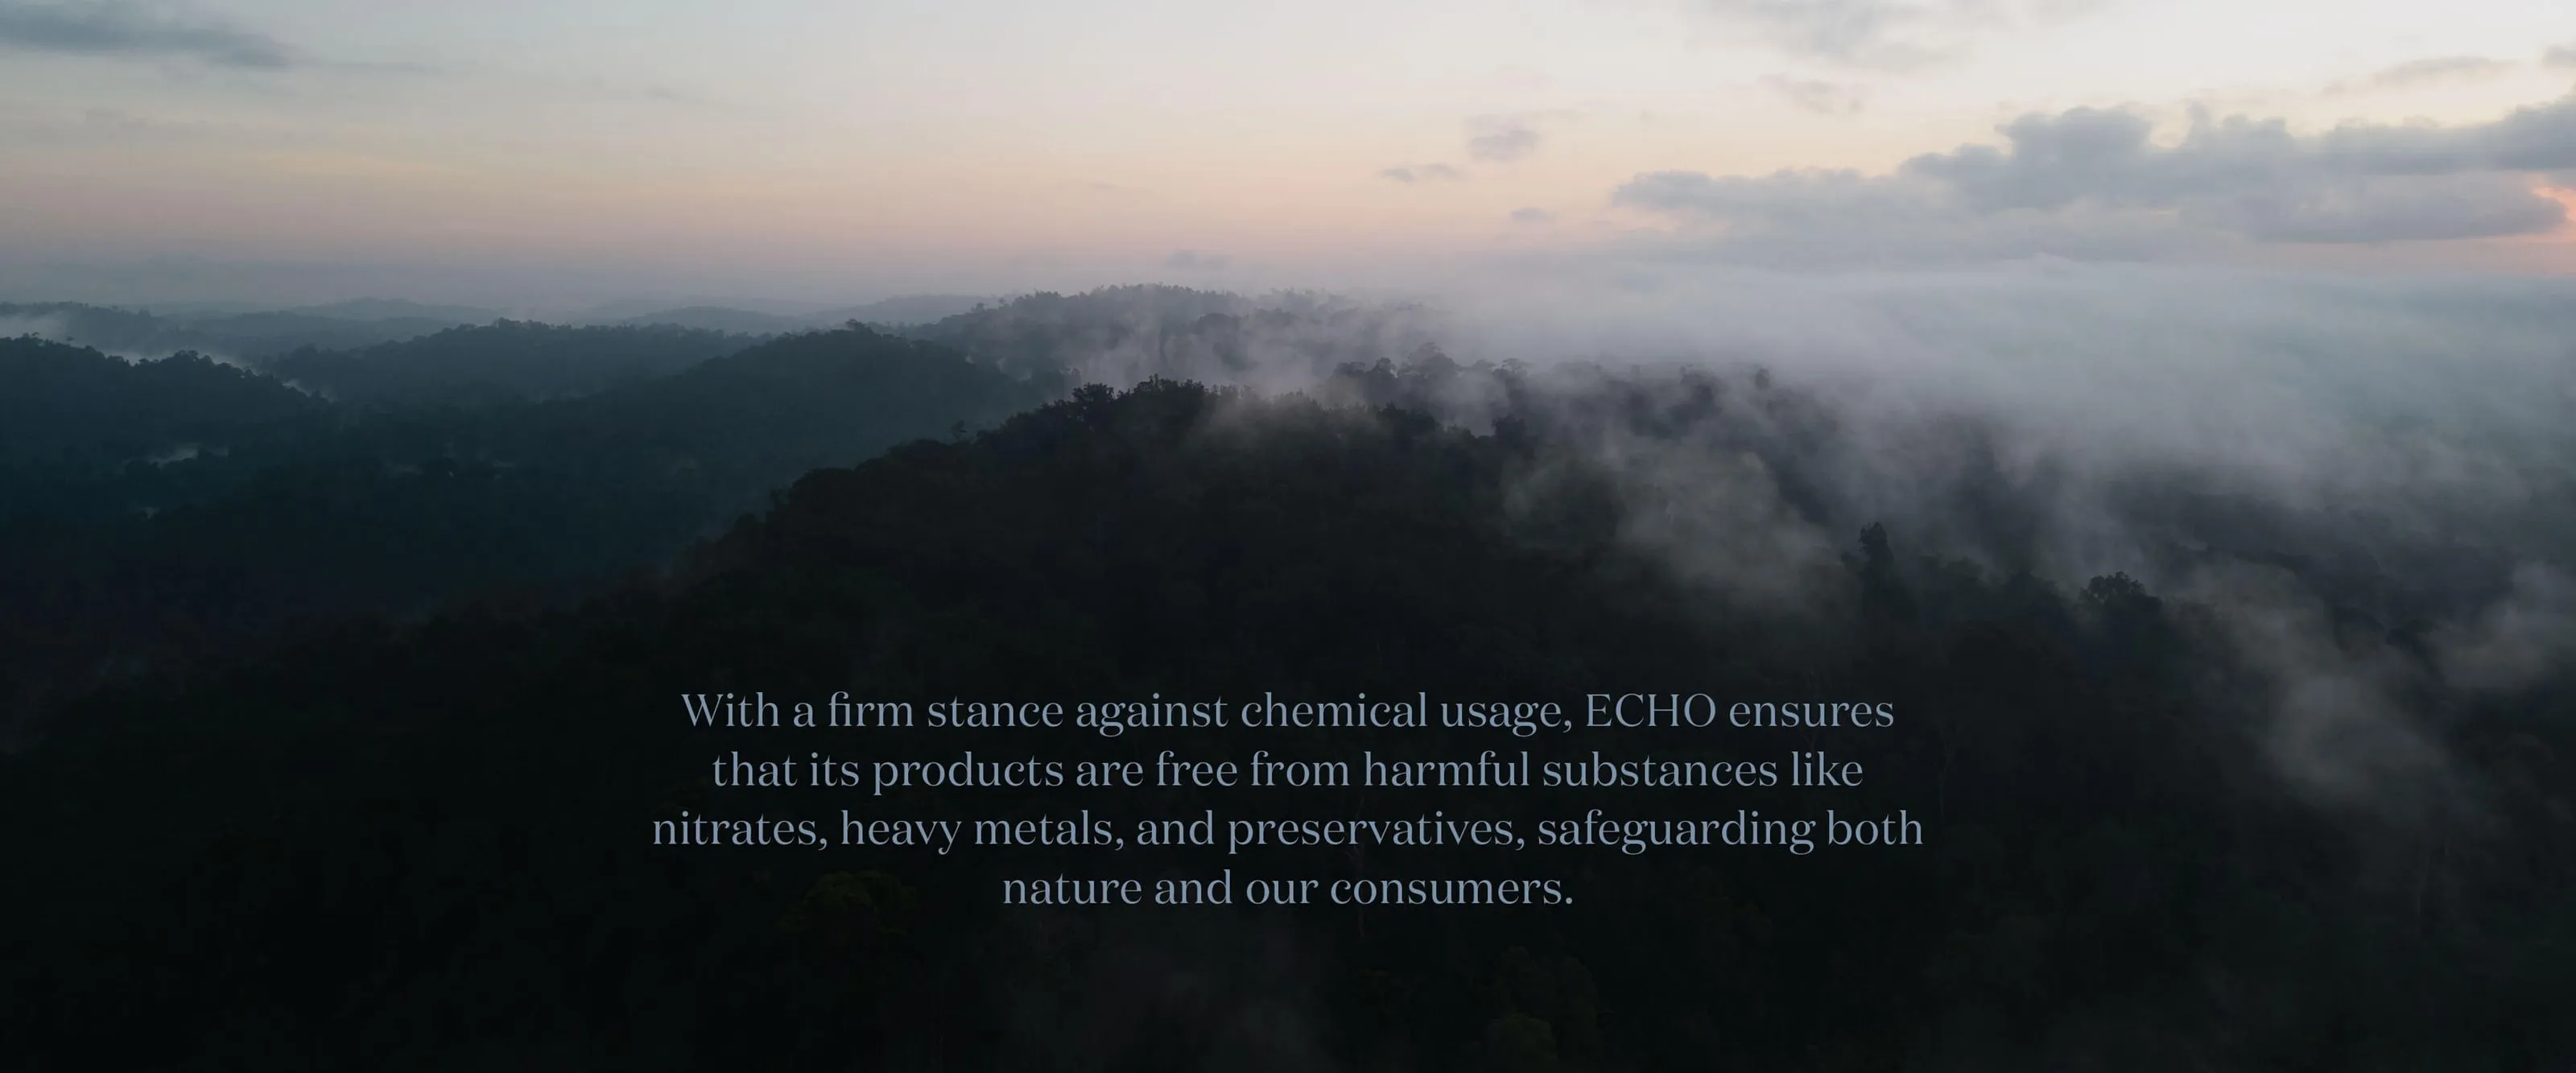 With a firm stance against chemical usage, ECHO ensures
that its products are free from harmful substances like
nitrates, heavy metals, and preservatives, safeguarding both
nature and our consumers.